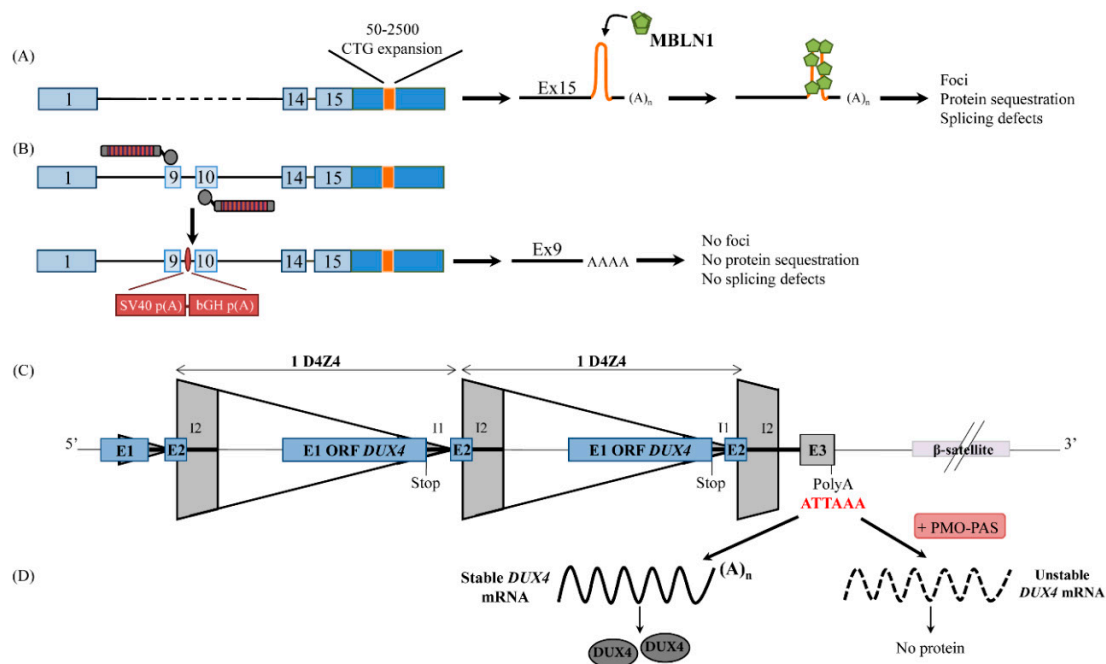 50-2500
CTG expansion
MBLN1
(A)
1
14
15
Ex15
(A)n
(A)n
Foci
Protein sequestration
Splicing defects
(B)
1
9
10
14
15
1
9
10
14
15
Ex9
AAAA
No foci
No protein sequestration
No splicing defects
SV40 p(A)
bGH p(A)
(C)
1 D4Z4
1 D4Z4
5’
E1
E2
I2
E1 ORF DUX4
I1
E2
I2
E1 ORF DUX4
I1
E2
I2
E3
β-satellite
3’
Stop
Stop
PolyA
ATTAAA
+ PMO-PAS
(D)
Stable DUX4
mRNA
(A)n
Unstable
DUX4 mRNA
DUX4
DUX4
No protein